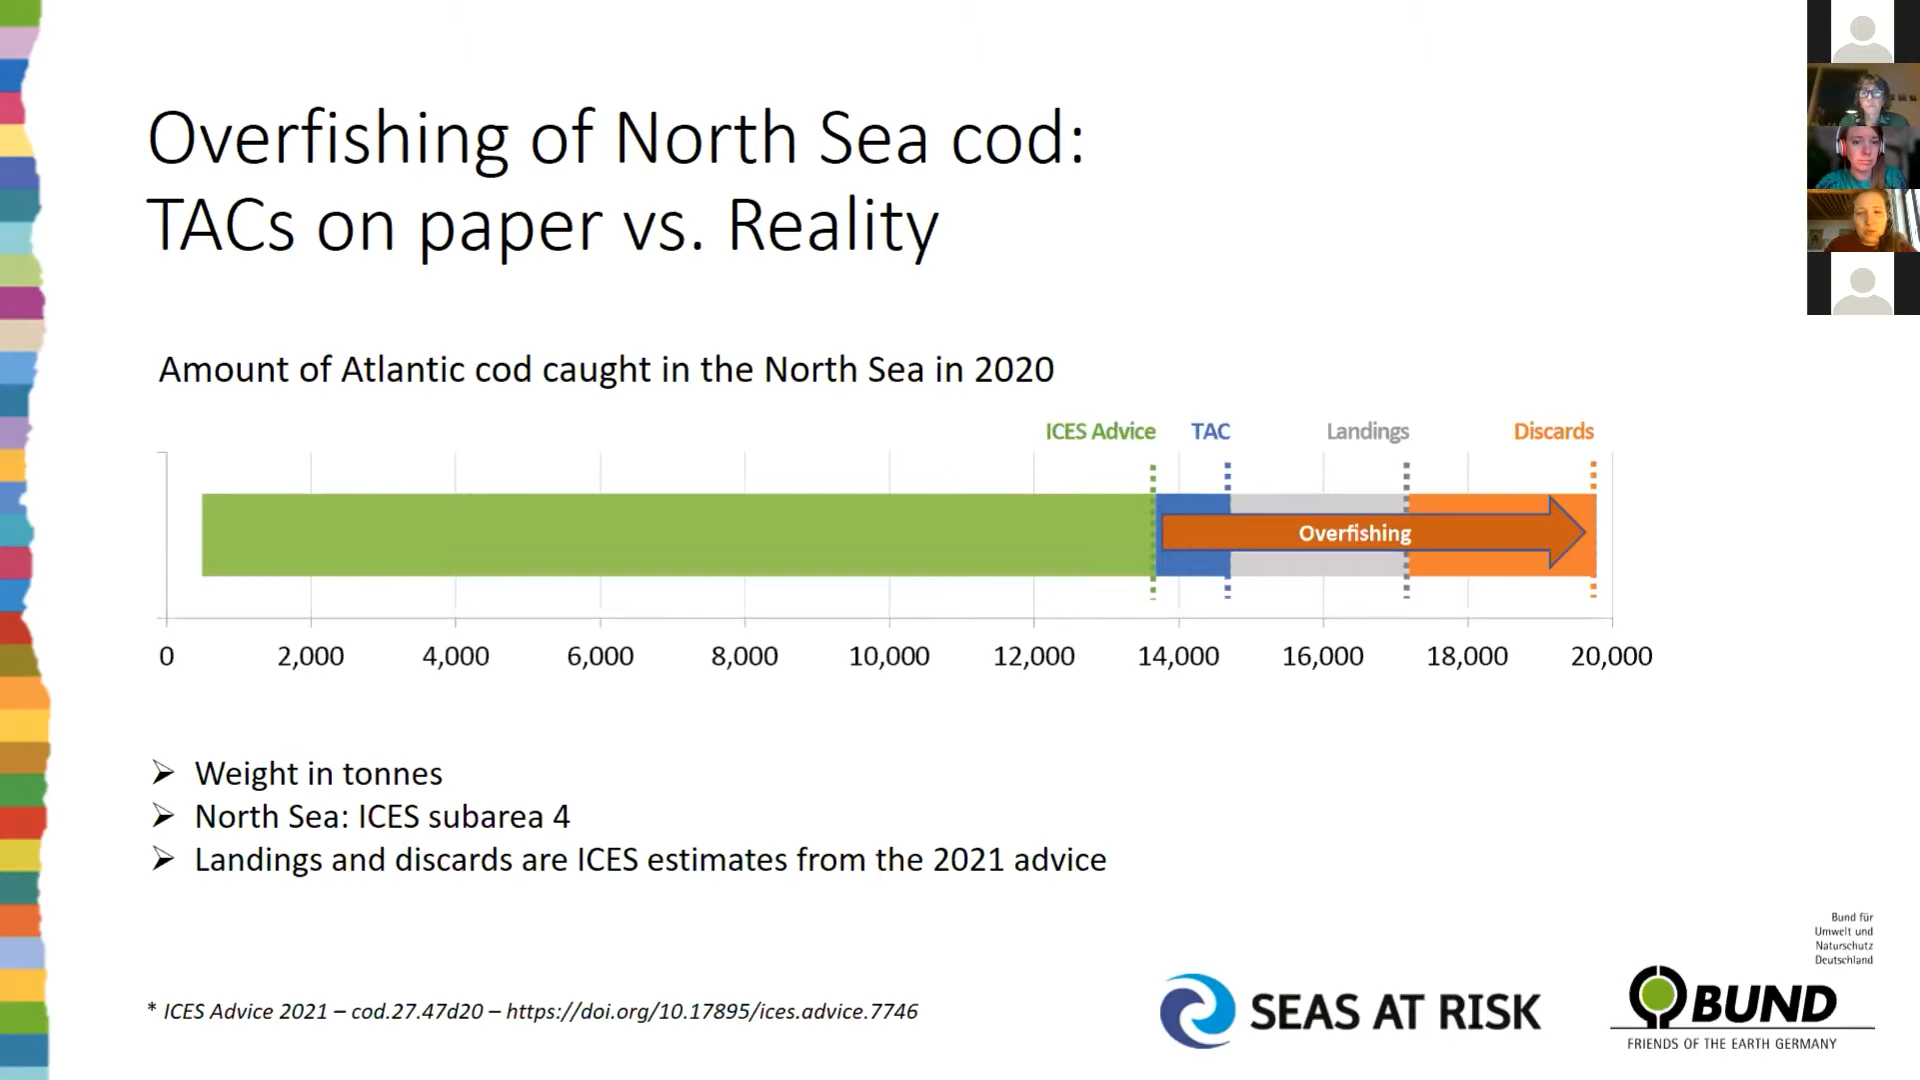 Overfishing of North Sea cod:
TACs on paper vs. Reality
Amount of Atlantic cod caught in the North Sea in 2020
ICES Advice TAC Landings Discards
Overfishing
0 2,000 4,000 6,000 8,000 10,000 12,000 14,000 16,000 18,000 20,000
➢ Weight in tonnes
➢ North Sea: ICES subarea 4
➢ Landings and discards are ICES estimates from the 2021 advice
* ICES Advice 2021 – cod.27.47d20 – https://doi.org/10.17895/ices.advice.7746
SEAS AT RISK
Bund für
Umwelt und
Naturschutz
Deutschland
BUND
FRIENDS OF THE EARTH GERMANY